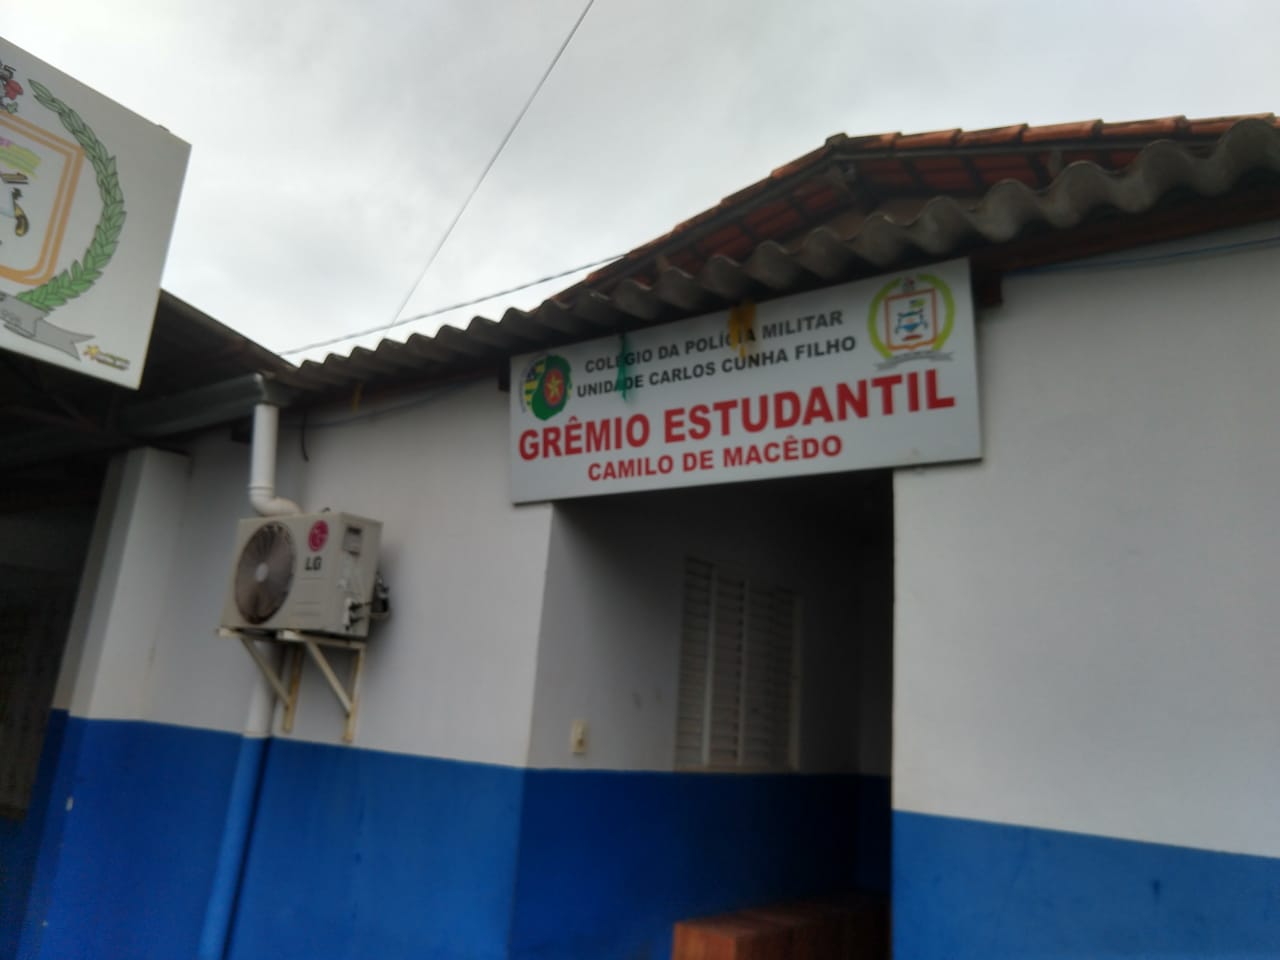 COLÉGIO DA POLÍCIA MILITAR
UNIDADE CARLOS CUNHA FILHO
GRÊMIO ESTUDANTIL
CAMILO DE MACÊDO
LG